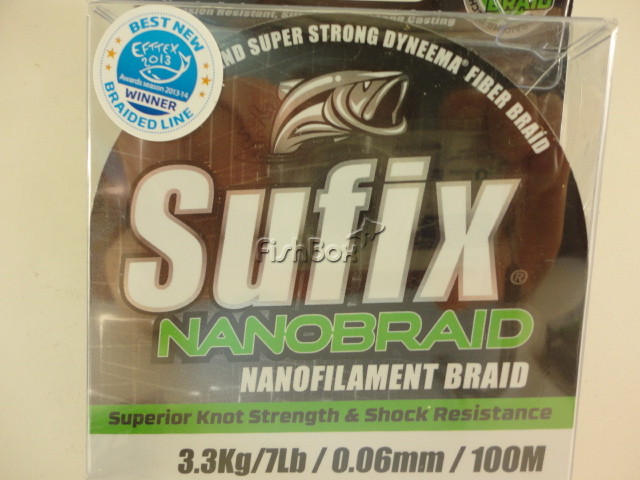 BEST NEW
EFTTEX
2013
Awards season 2013-14
WINNER
BRAIDED LINE
ND SUPER STRONG DYNEEMA® FIBER BRAID
Sufix®
FishBox
NANOBRAID
NANOFILAMENT BRAID
Superior Knot Strength & Shock Resistance
3.3Kg/7Lb / 0.06mm / 100M